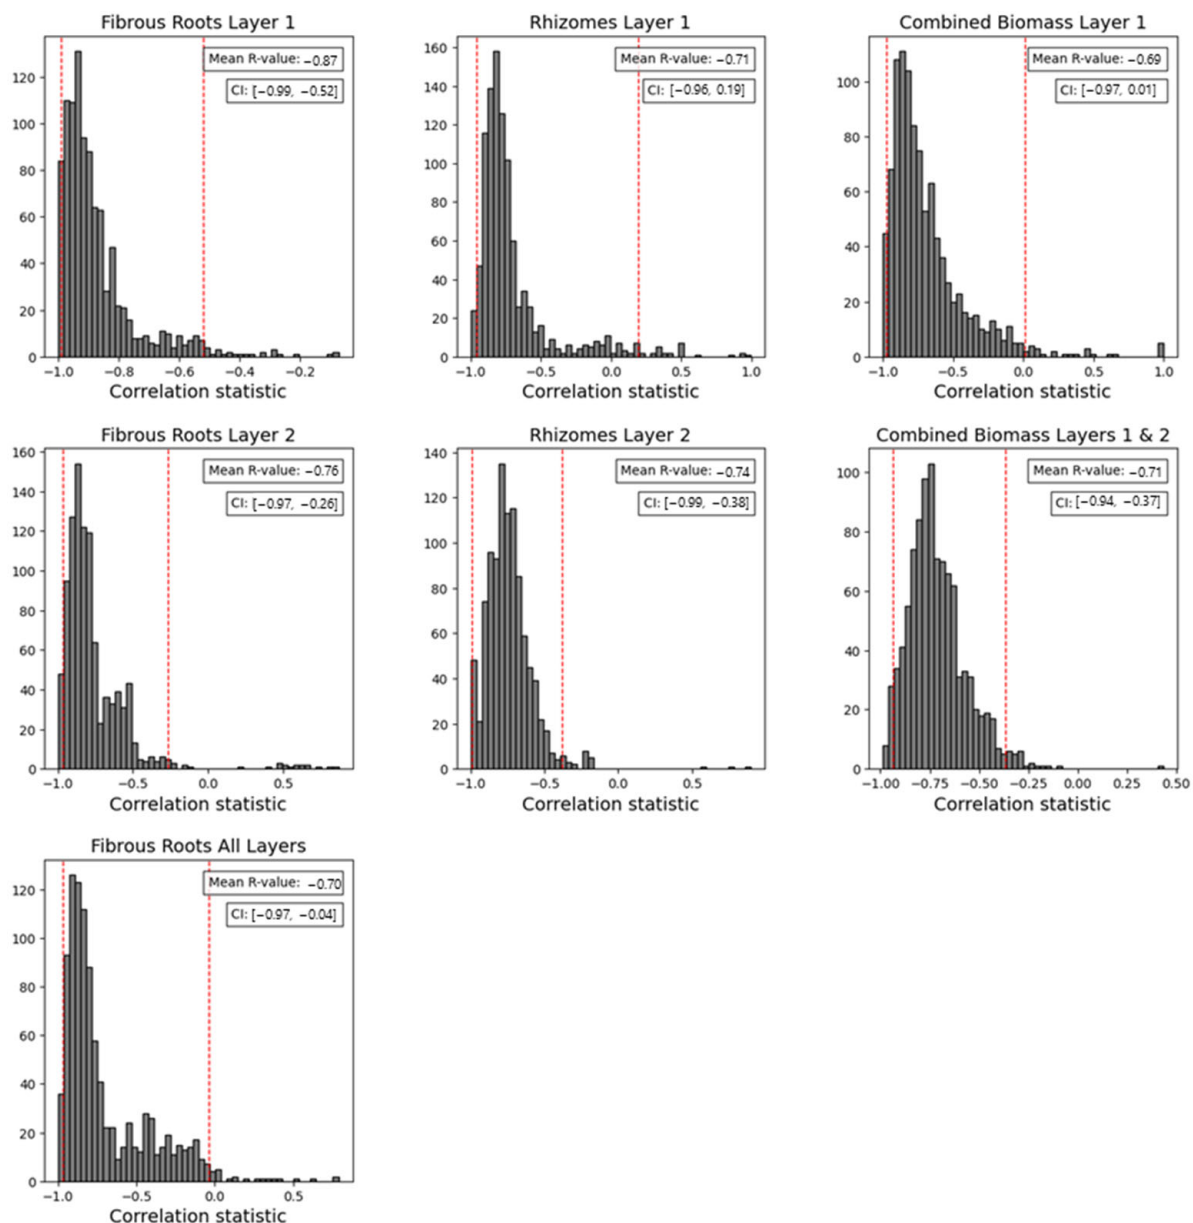 Fibrous Roots Layer 1
Mean R-value: −0.87
CI: [−0.99, −0.52]
120
100
80
60
40
20
0
−1.0 −0.8 −0.6 −0.4 −0.2
Correlation statistic
Rhizomes Layer 1
Mean R-value: −0.71
CI: [−0.96, 0.19]
160
140
120
100
80
60
40
20
0
−1.0 −0.5 0.0 0.5 1.0
Correlation statistic
Combined Biomass Layer 1
Mean R-value: −0.69
CI: [−0.97, 0.01]
100
80
60
40
20
0
−1.0 −0.5 0.0 0.5 1.0
Correlation statistic
Fibrous Roots Layer 2
Mean R-value: −0.76
CI: [−0.97, −0.26]
160
140
120
100
80
60
40
20
0
−1.0 −0.5 0.0 0.5
Correlation statistic
Rhizomes Layer 2
Mean R-value: −0.74
CI: [−0.99, −0.38]
140
120
100
80
60
40
20
0
−1.0 −0.5 0.0 0.5
Correlation statistic
Combined Biomass Layers 1 & 2
Mean R-value: −0.71
CI: [−0.94, −0.37]
100
80
60
40
20
0
−1.00 −0.75 −0.50 −0.25 0.00 0.25 0.50
Correlation statistic
Fibrous Roots All Layers
Mean R-value: −0.70
CI: [−0.97, −0.04]
120
100
80
60
40
20
0
−1.0 −0.5 0.0 0.5
Correlation statistic